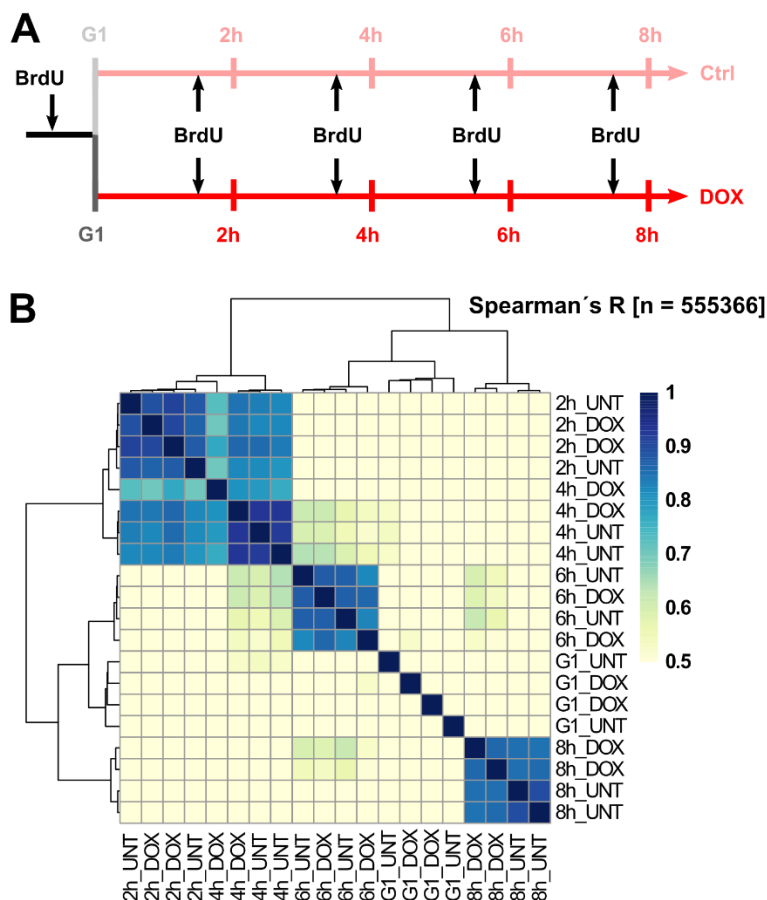 A
G1 2h 4h 6h 8h
Ctrl
BrdU
BrdU BrdU BrdU BrdU
DOX
G1 2h 4h 6h 8h
B
Spearman´s R [n = 555366]
2h_UNT
2h_DOX
2h_DOX
2h_UNT
4h_DOX
4h_DOX
4h_UNT
4h_UNT
6h_UNT
6h_DOX
6h_UNT
6h_DOX
G1_UNT
G1_DOX
G1_DOX
G1_UNT
8h_DOX
8h_DOX
8h_UNT
8h_UNT
1
0.9
0.8
0.7
0.6
0.5
2h_UNT
2h_DOX
2h_DOX
2h_UNT
4h_DOX
4h_DOX
4h_UNT
4h_UNT
6h_UNT
6h_DOX
6h_UNT
6h_DOX
G1_UNT
G1_DOX
G1_DOX
G1_UNT
8h_DOX
8h_DOX
8h_UNT
8h_UNT